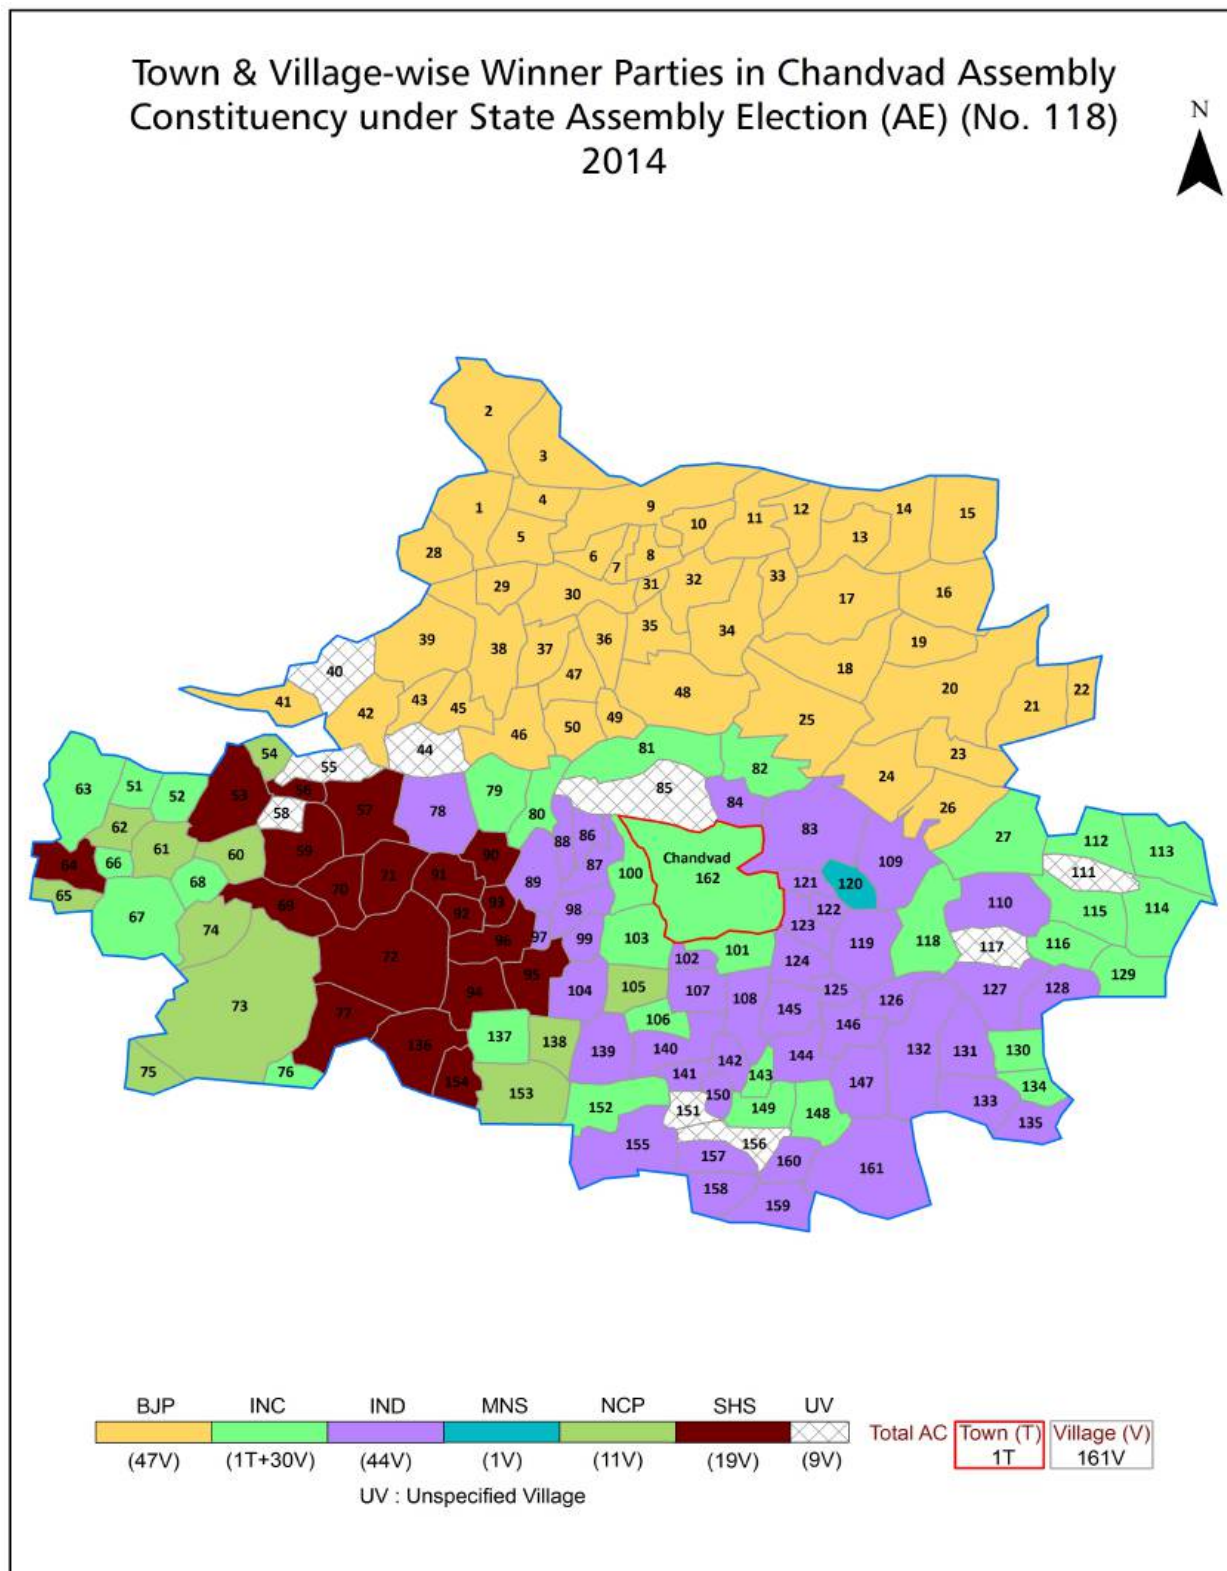 Town & Village-wise Winner Parties in Chandvad Assembly
Constituency under State Assembly Election (AE) (No. 118)
2014
N
2
3
1 4 9
5 10 11 12 13 14 15
28 6 7 8
29 30 31 32 33 17 16
39 38 37 36 35 34 19
40 47 18
41 42 43 45 48 20 21 22
46 50 49 25
44 81 23
54 55 82 24
63 51 52 53 56 57 78 79 80 85 84 26
58 83 27
62 61 60 59 88 86 109 112 113
64 66 90 87 Chandvad
68 70 71 91 89 100 162 121 120 111
65 67 69 92 93 98 122 110 115 114
74 96 97 99 103 101 123 119 118 117 116
72 95 102 124 129
73 94 104 105 107 108 125 126 127 128
77 106 145 146
136 137 138 139 140 142 144 132 131 130
75 76 154 153 141 143 147 134
152 151 150 149 148 133
155 156 135
157 160 161
158 159
BJP INC IND MNS NCP SHS UV
Total AC Town (T) Village (V)
1T 161V
(47V) (1T+30V) (44V) (1V) (11V) (19V) (9V)
UV : Unspecified Village